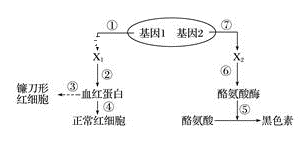 ① 基因1 基因2 ⑦
X₁ X₂
② ⑥
镰刀形 ③ 血红蛋白 酪氨酸酶
红细胞 ④ ⑤
正常红细胞 酪氨酸 黑色素